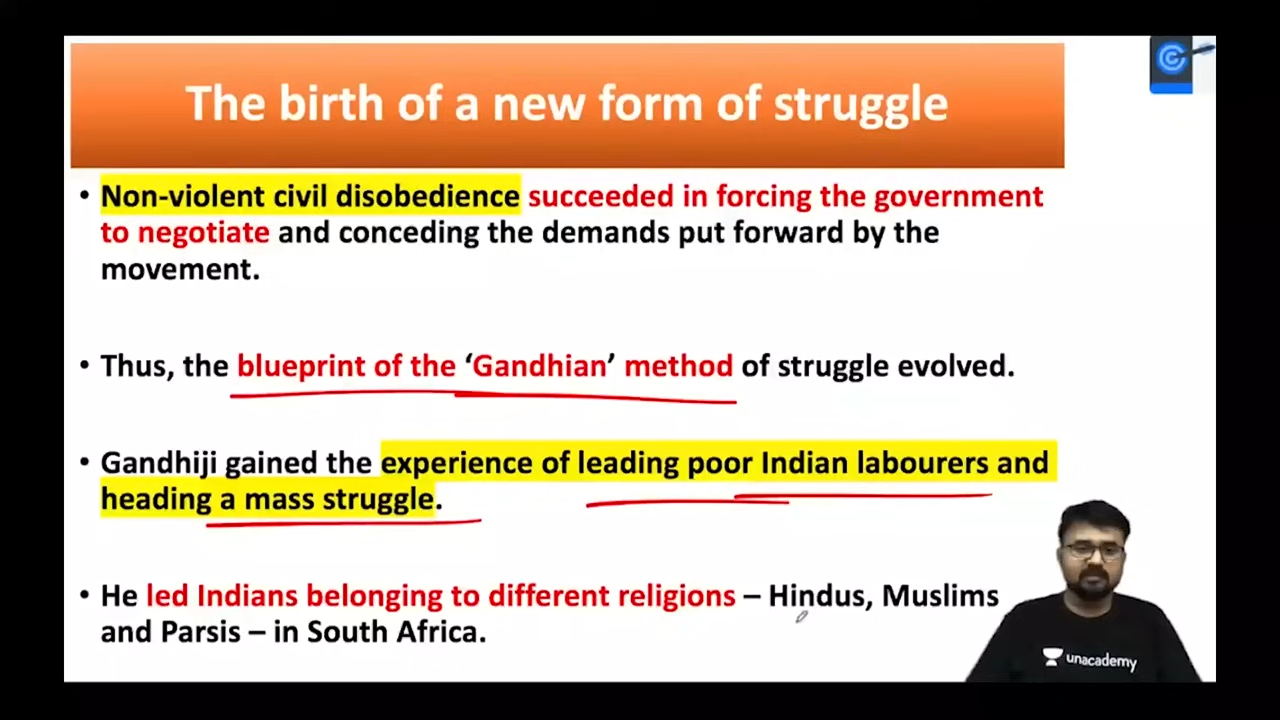 The birth of a new form of struggle
• Non-violent civil disobedience succeeded in forcing the government
to negotiate and conceding the demands put forward by the
movement.
• Thus, the blueprint of the ‘Gandhian’ method of struggle evolved.
• Gandhiji gained the experience of leading poor Indian labourers and
heading a mass struggle.
• He led Indians belonging to different religions – Hindus, Muslims
and Parsis – in South Africa.
unacademy